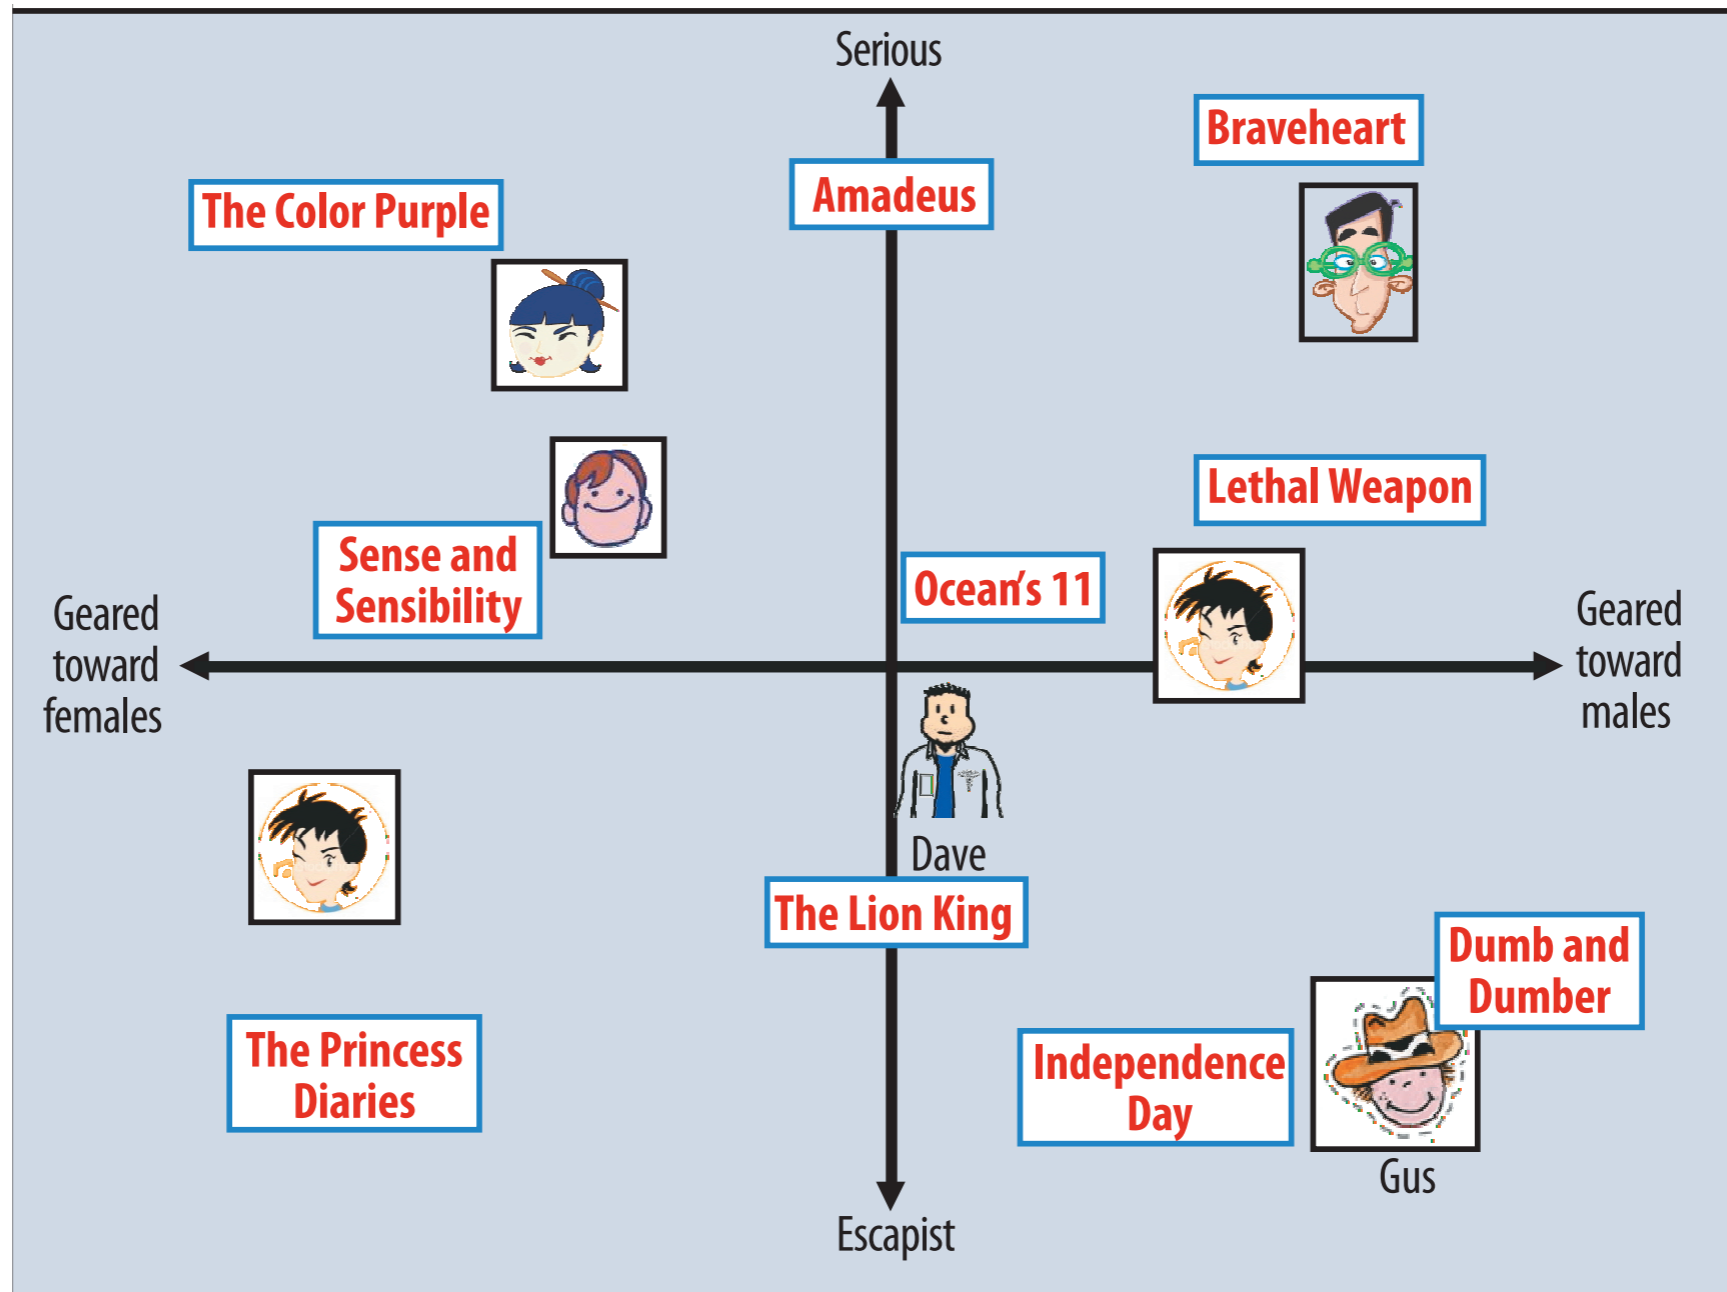 Serious
Braveheart
Amadeus
The Color Purple
Lethal Weapon
Sense and
Sensibility
Ocean's 11
Geared
toward
females
Geared
toward
males
Dave
The Lion King
Dumb and
Dumber
The Princess
Diaries
Independence
Day
Gus
Escapist